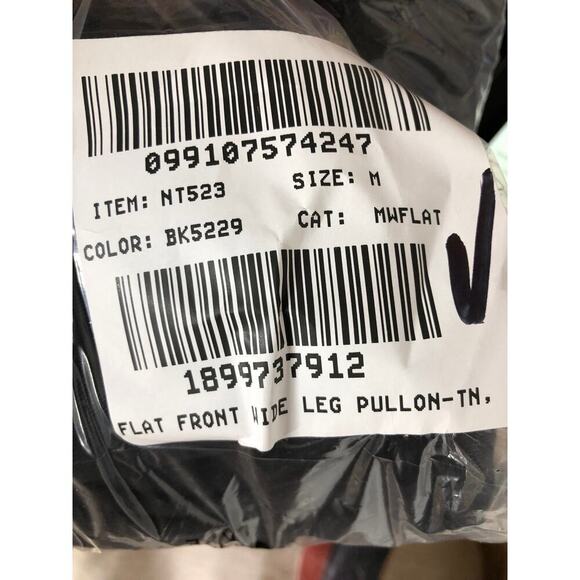 099107574247
ITEM: NT523 SIZE: M
COLOR: BK5229 CAT: MWFLAT
1899737912
FLAT FRONT WIDE LEG PULLON-TN,